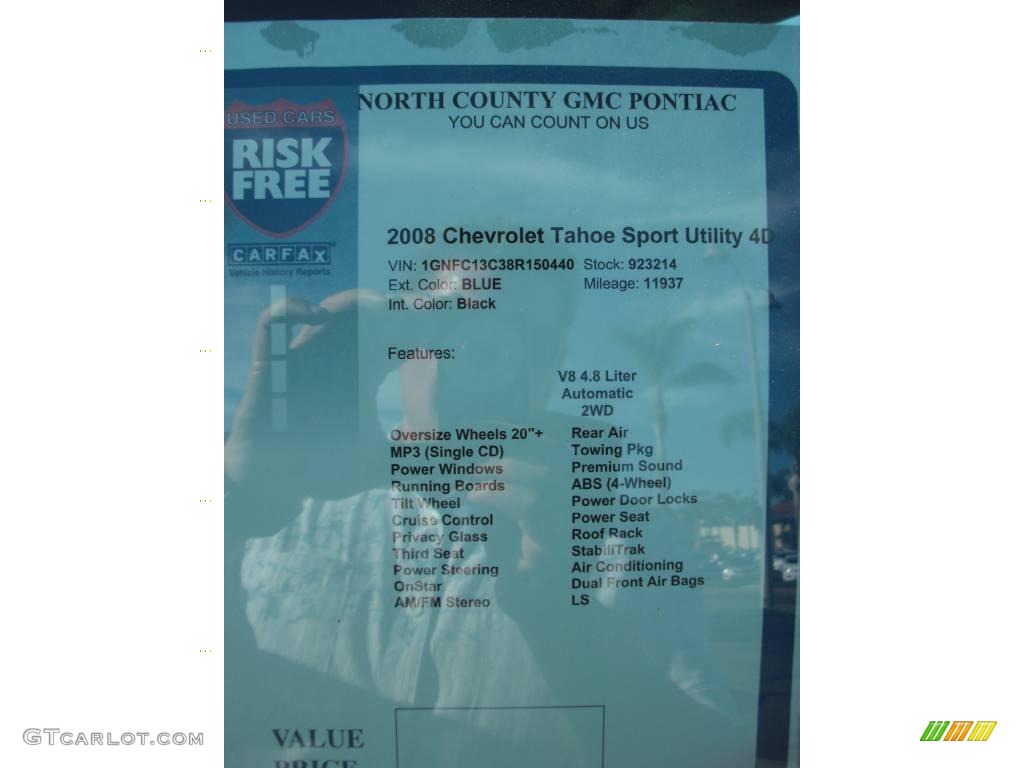 NORTH COUNTY GMC PONTIAC
YOU CAN COUNT ON US
USED CARS
RISK
FREE
CARFAX
Vehicle History Reports
2008 Chevrolet Tahoe Sport Utility 4D
VIN: 1GNFC13C38R150440 Stock: 923214
Ext. Color: BLUE Mileage: 11937
Int. Color: Black
Features:
V8 4.8 Liter
Automatic
2WD
Oversize Wheels 20"+ Rear Air
MP3 (Single CD) Towing Pkg
Power Windows Premium Sound
Running Boards ABS (4-Wheel)
Tilt Wheel Power Door Locks
Cruise Control Power Seat
Privacy Glass Roof Rack
Third Seat StabiliTrak
Power Steering Air Conditioning
OnStar Dual Front Air Bags
AM/FM Stereo LS
VALUE
PRICE
GTCARLOT.COM